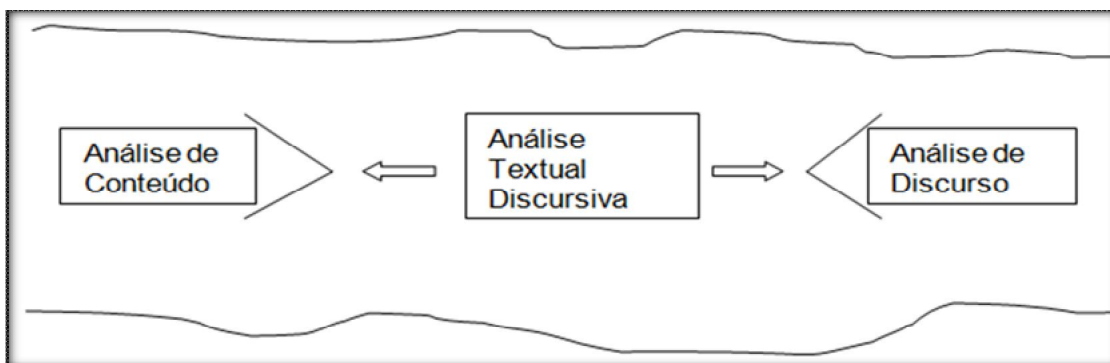 Análise de
Conteúdo
Análise
Textual
Discursiva
Análise de
Discurso